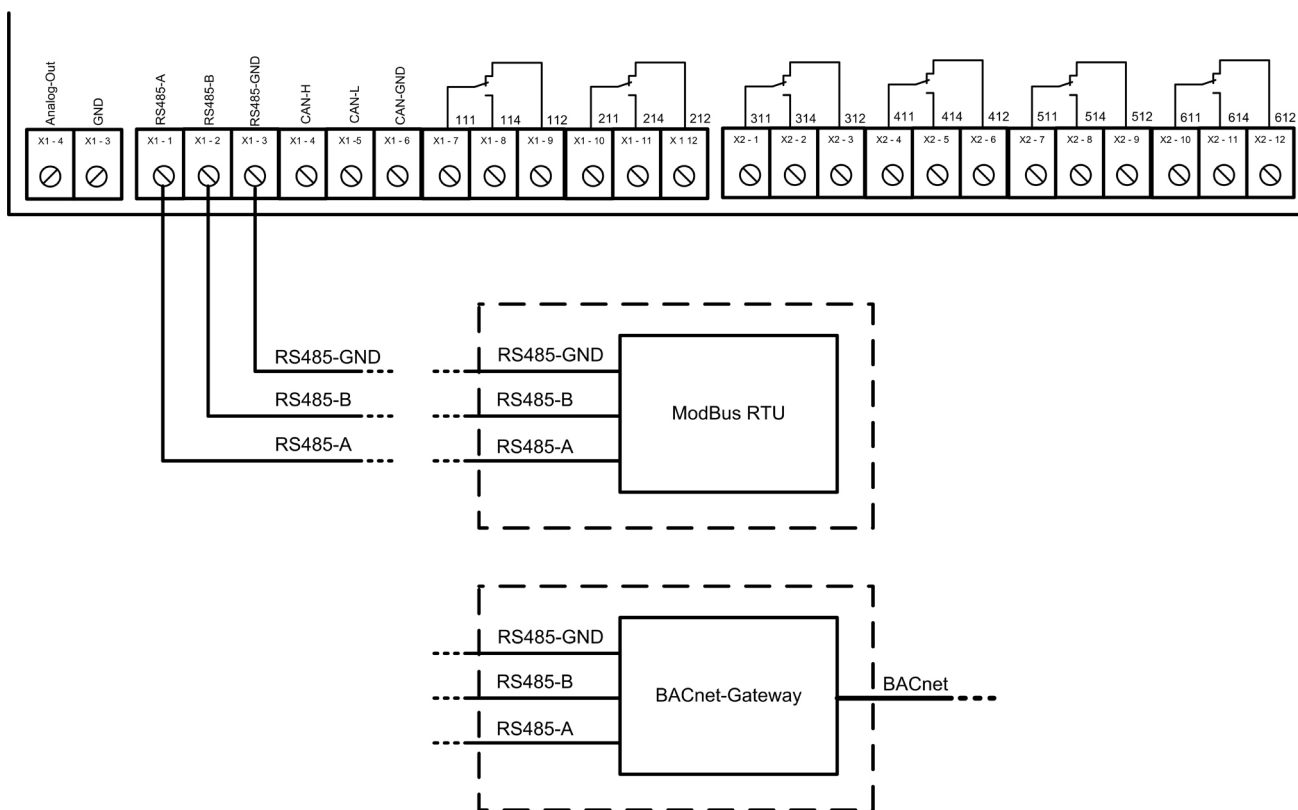 Analog-Out
GND
RS485-A
RS485-B
RS485-GND
CAN-H
CAN-L
CAN-GND
111 114 112 211 214 212 311 314 312 411 414 412 511 514 512 611 614 612
X1 - 4 X1 - 3 X1 - 1 X1 - 2 X1 - 3 X1 - 4 X1 -5 X1 - 6 X1 - 7 X1 - 8 X1 - 9 X1 - 10 X1 - 11 X 1 12 X2 - 1 X2 - 2 X2 - 3 X2 - 4 X2 - 5 X2 - 6 X2 - 7 X2 - 8 X2 - 9 X2 - 10 X2 - 11 X2 - 12
RS485-GND
RS485-B
RS485-A
RS485-GND
RS485-B
RS485-A
ModBus RTU
RS485-GND
RS485-B
RS485-A
BACnet-Gateway
BACnet